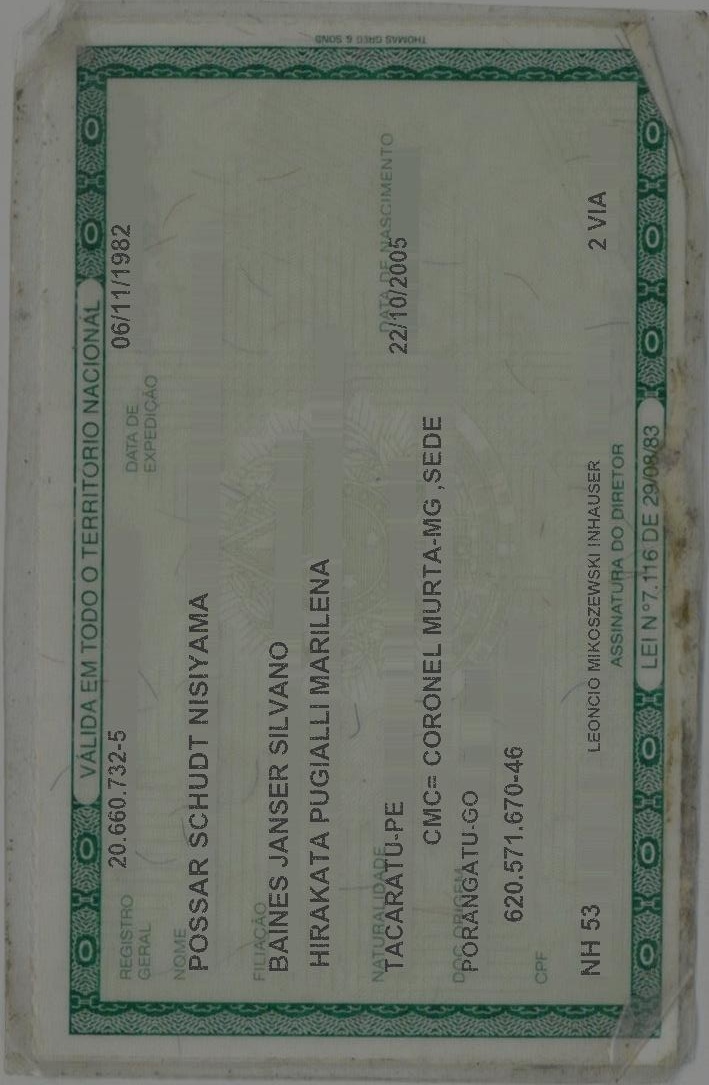 VÁLIDA EM TODO O TERRITÓRIO NACIONAL
REGISTRO GERAL 20.660.732-5 DATA DE EXPEDIÇÃO 06/11/1982
NOME
POSSAR SCHUDT NISIYAMA
FILIAÇÃO
BAINES JANSER SILVANO
HIRAKATA PUGIALLI MARILENA
NATURALIDADE DATA DE NASCIMENTO
TACARATU-PE 22/10/2005
CMC= CORONEL MURTA-MG ,SEDE
DOC ORIGEM
PORANGATU-GO
620.571.670-46
CPF
NH 53 2 VIA
LEONCIO MIKOSZEWSKI INHAUSER
ASSINATURA DO DIRETOR
LEI Nº 7.116 DE 29/08/83
THOMAS GREG & SONS